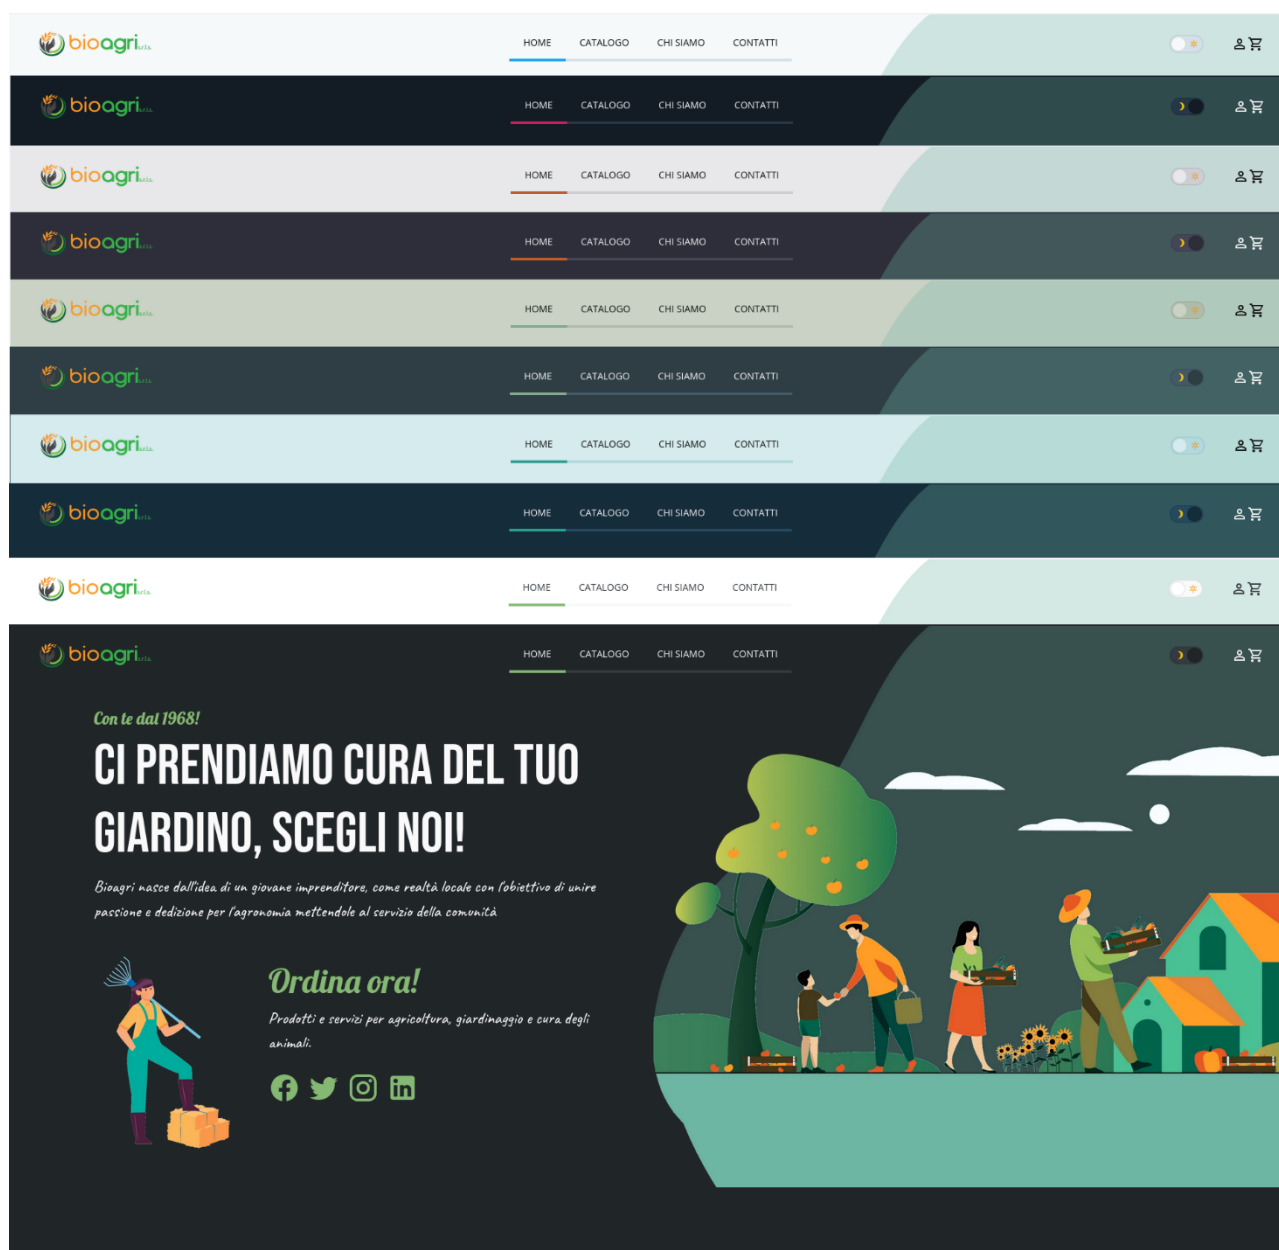 bioagri s.r.l.s. HOME CATALOGO CHI SIAMO CONTATTI
bioagri s.r.l.s. HOME CATALOGO CHI SIAMO CONTATTI
bioagri s.r.l.s. HOME CATALOGO CHI SIAMO CONTATTI
bioagri s.r.l.s. HOME CATALOGO CHI SIAMO CONTATTI
bioagri s.r.l.s. HOME CATALOGO CHI SIAMO CONTATTI
bioagri s.r.l.s. HOME CATALOGO CHI SIAMO CONTATTI
bioagri s.r.l.s. HOME CATALOGO CHI SIAMO CONTATTI
bioagri s.r.l.s. HOME CATALOGO CHI SIAMO CONTATTI
bioagri s.r.l.s. HOME CATALOGO CHI SIAMO CONTATTI
bioagri s.r.l.s. HOME CATALOGO CHI SIAMO CONTATTI
Con te dal 1968!
CI PRENDIAMO CURA DEL TUO
GIARDINO, SCEGLI NOI!
Bioagri nasce dall'idea di un giovane imprenditore, come realtà locale con l'obiettivo di unire
passione e dedizione per l'agronomia mettendole al servizio della comunità
Ordina ora!
Prodotti e servizi per agricoltura, giardinaggio e cura degli
animali.